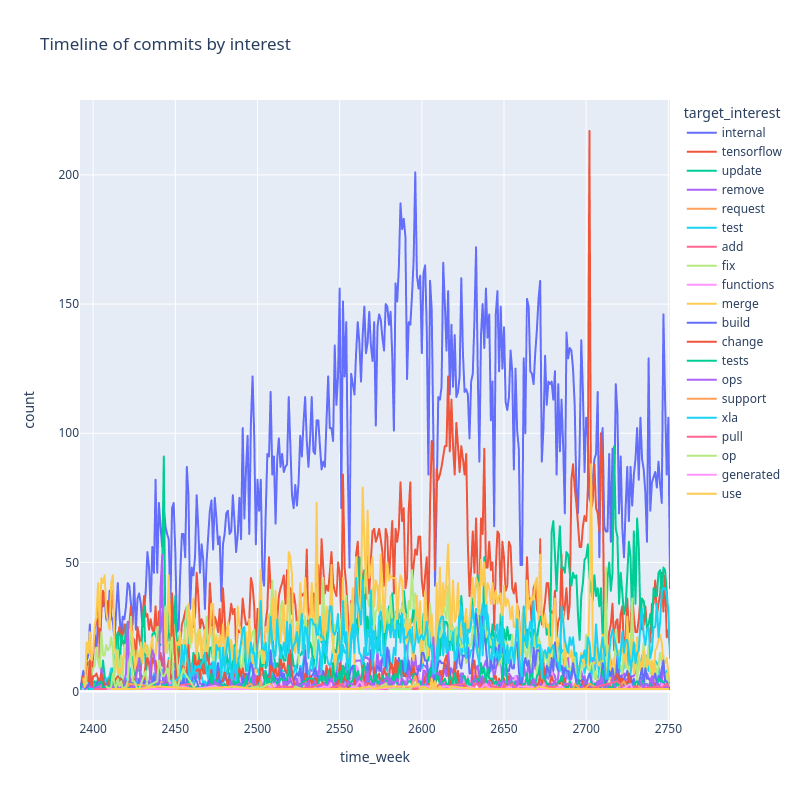 Timeline of commits by interest
target_interest
internal
tensorflow
update
remove
request
test
add
fix
functions
merge
build
change
tests
ops
support
xla
pull
op
generated
use
200
150
100
50
0
count
2400 2450 2500 2550 2600 2650 2700 2750
time_week